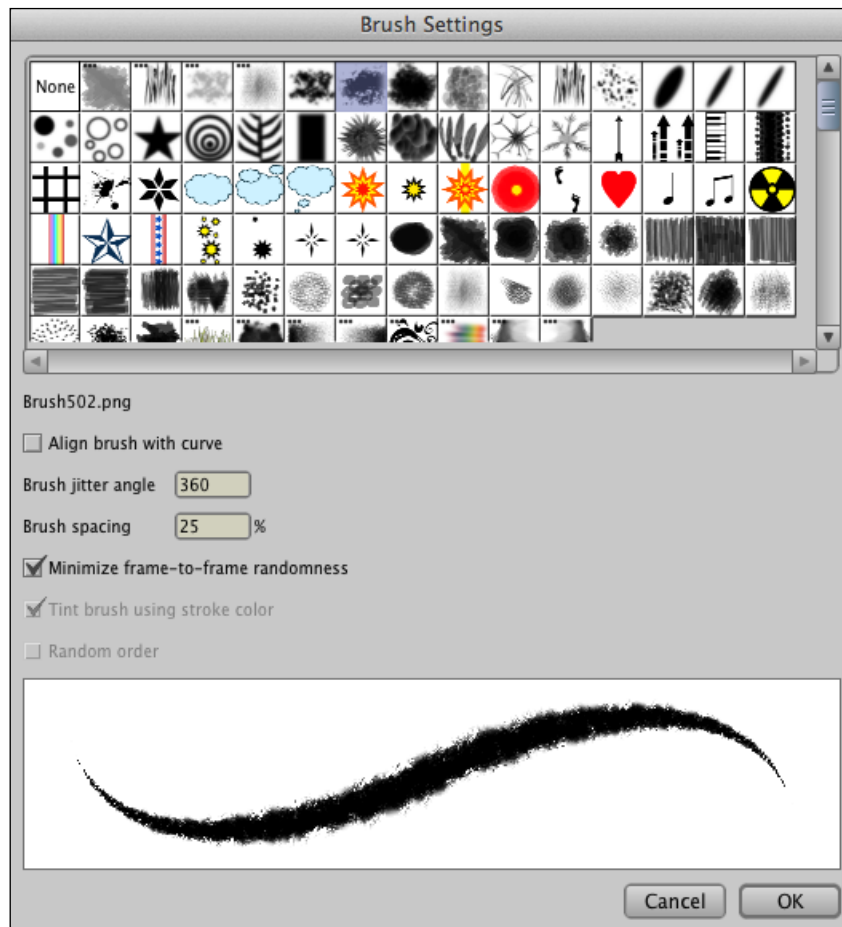 Brush Settings
None
Brush502.png
Align brush with curve
Brush jitter angle 360
Brush spacing 25 %
Minimize frame-to-frame randomness
Tint brush using stroke color
Random order
Cancel OK